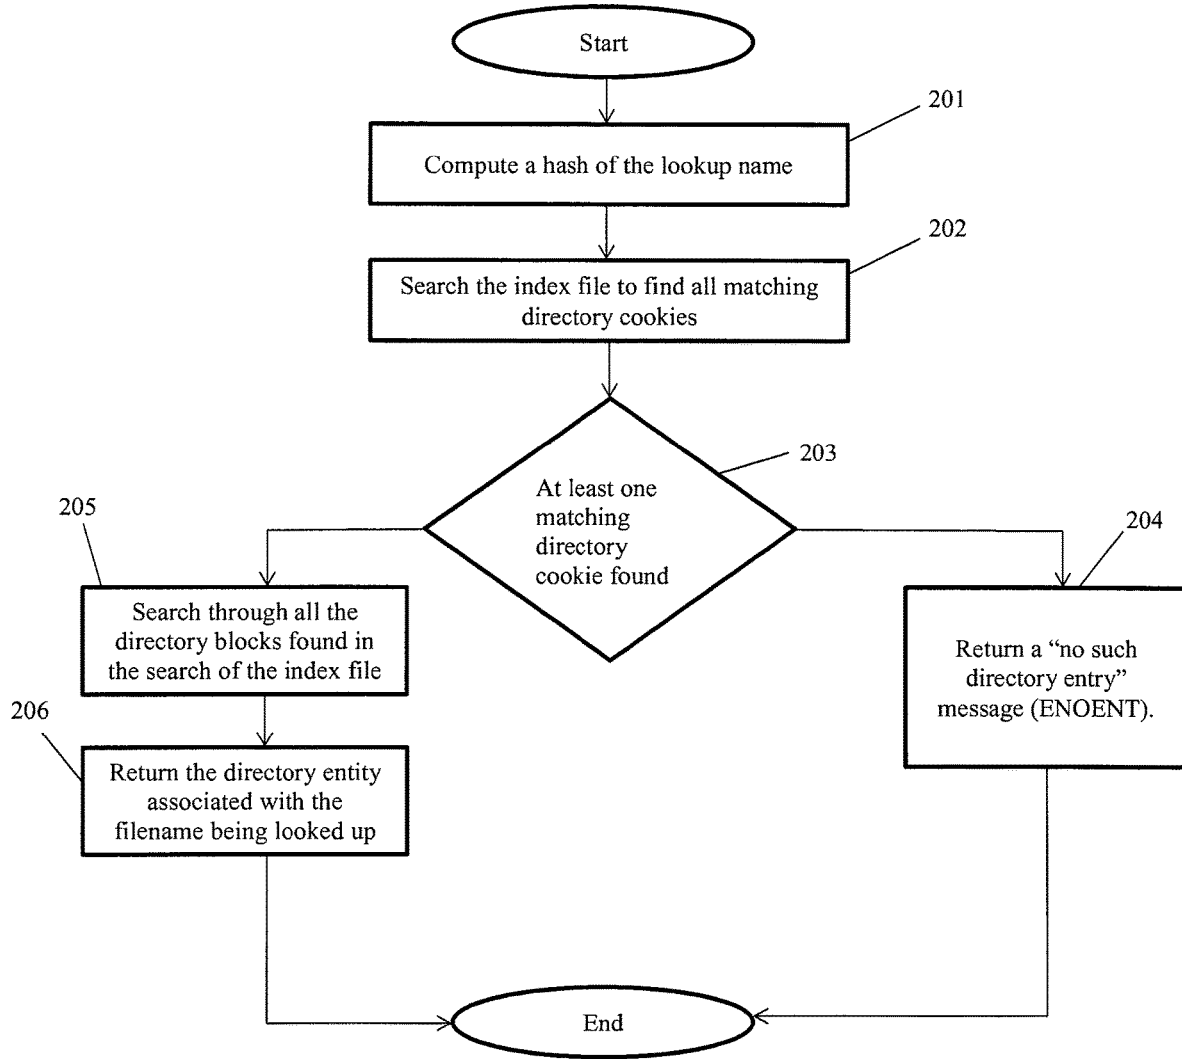 Start
201
Compute a hash of the lookup name
202
Search the index file to find all matching
directory cookies
203
At least one
matching
directory
cookie found
205
Search through all the
directory blocks found in
the search of the index file
204
Return a “no such
directory entry”
message (ENOENT).
206
Return the directory entity
associated with the
filename being looked up
End